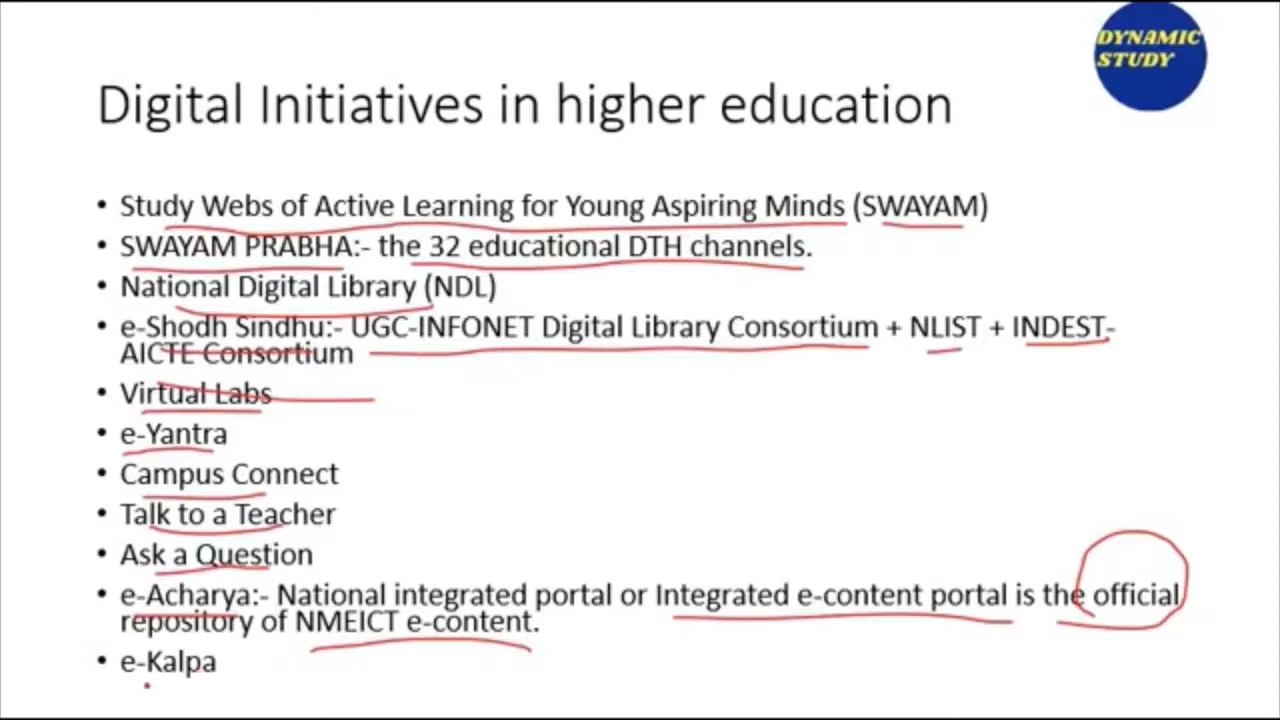 DYNAMIC
STUDY
Digital Initiatives in higher education
• Study Webs of Active Learning for Young Aspiring Minds (SWAYAM)
• SWAYAM PRABHA:- the 32 educational DTH channels.
• National Digital Library (NDL)
• e-Shodh Sindhu:- UGC-INFONET Digital Library Consortium + NLIST + INDEST-
AICTE Consortium
• Virtual Labs
• e-Yantra
• Campus Connect
• Talk to a Teacher
• Ask a Question
• e-Acharya:- National integrated portal or Integrated e-content portal is the official
repository of NMEICT e-content.
• e-Kalpa